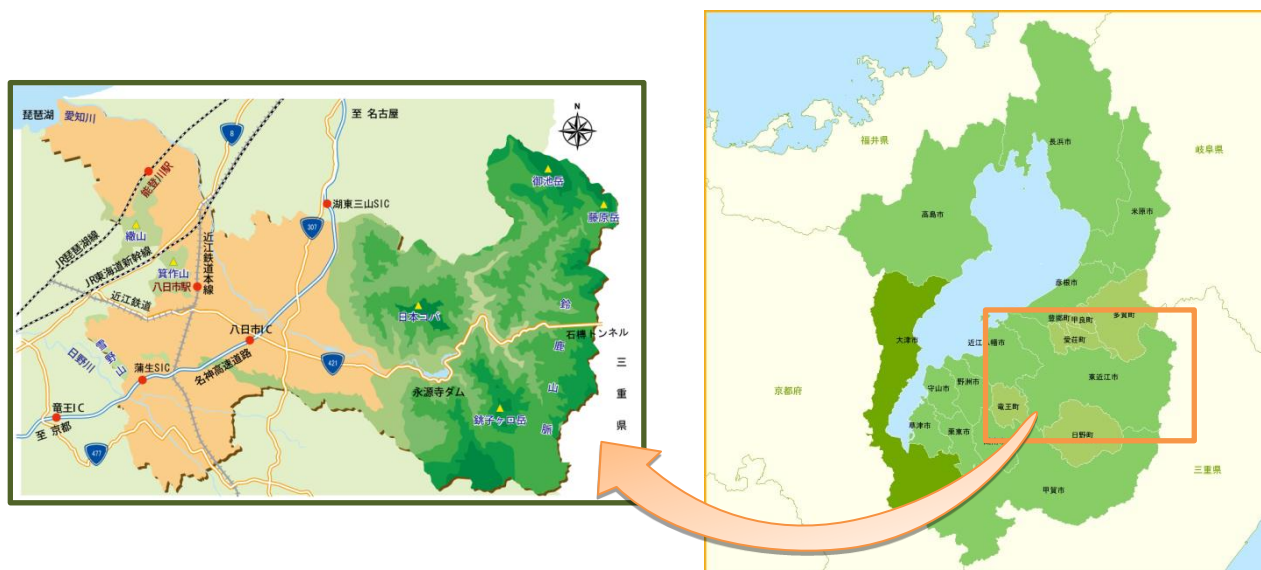 琵琶湖
愛知川
至 名古屋
N
8
能登川駅
御池岳
藤原岳
湖東三山SIC
307
繖山
JR琵琶湖線
JR東海道新幹線
箕作山
八日市駅
近江鉄道本線
近江鉄道
日本コバ
鈴鹿山脈
石榑トンネル
三重県
八日市IC
421
日野川
蒲生SIC
名神高速道路
永源寺ダム
銚子ケ口岳
竜王IC
至 京都
477
福井県
岐阜県
京都府
三重県
長浜市
高島市
米原市
彦根市
多賀町
豊郷町
甲良町
愛荘町
大津市
東近江市
守山市
野洲市
竜王町
草津市
栗東市
日野町
甲賀市